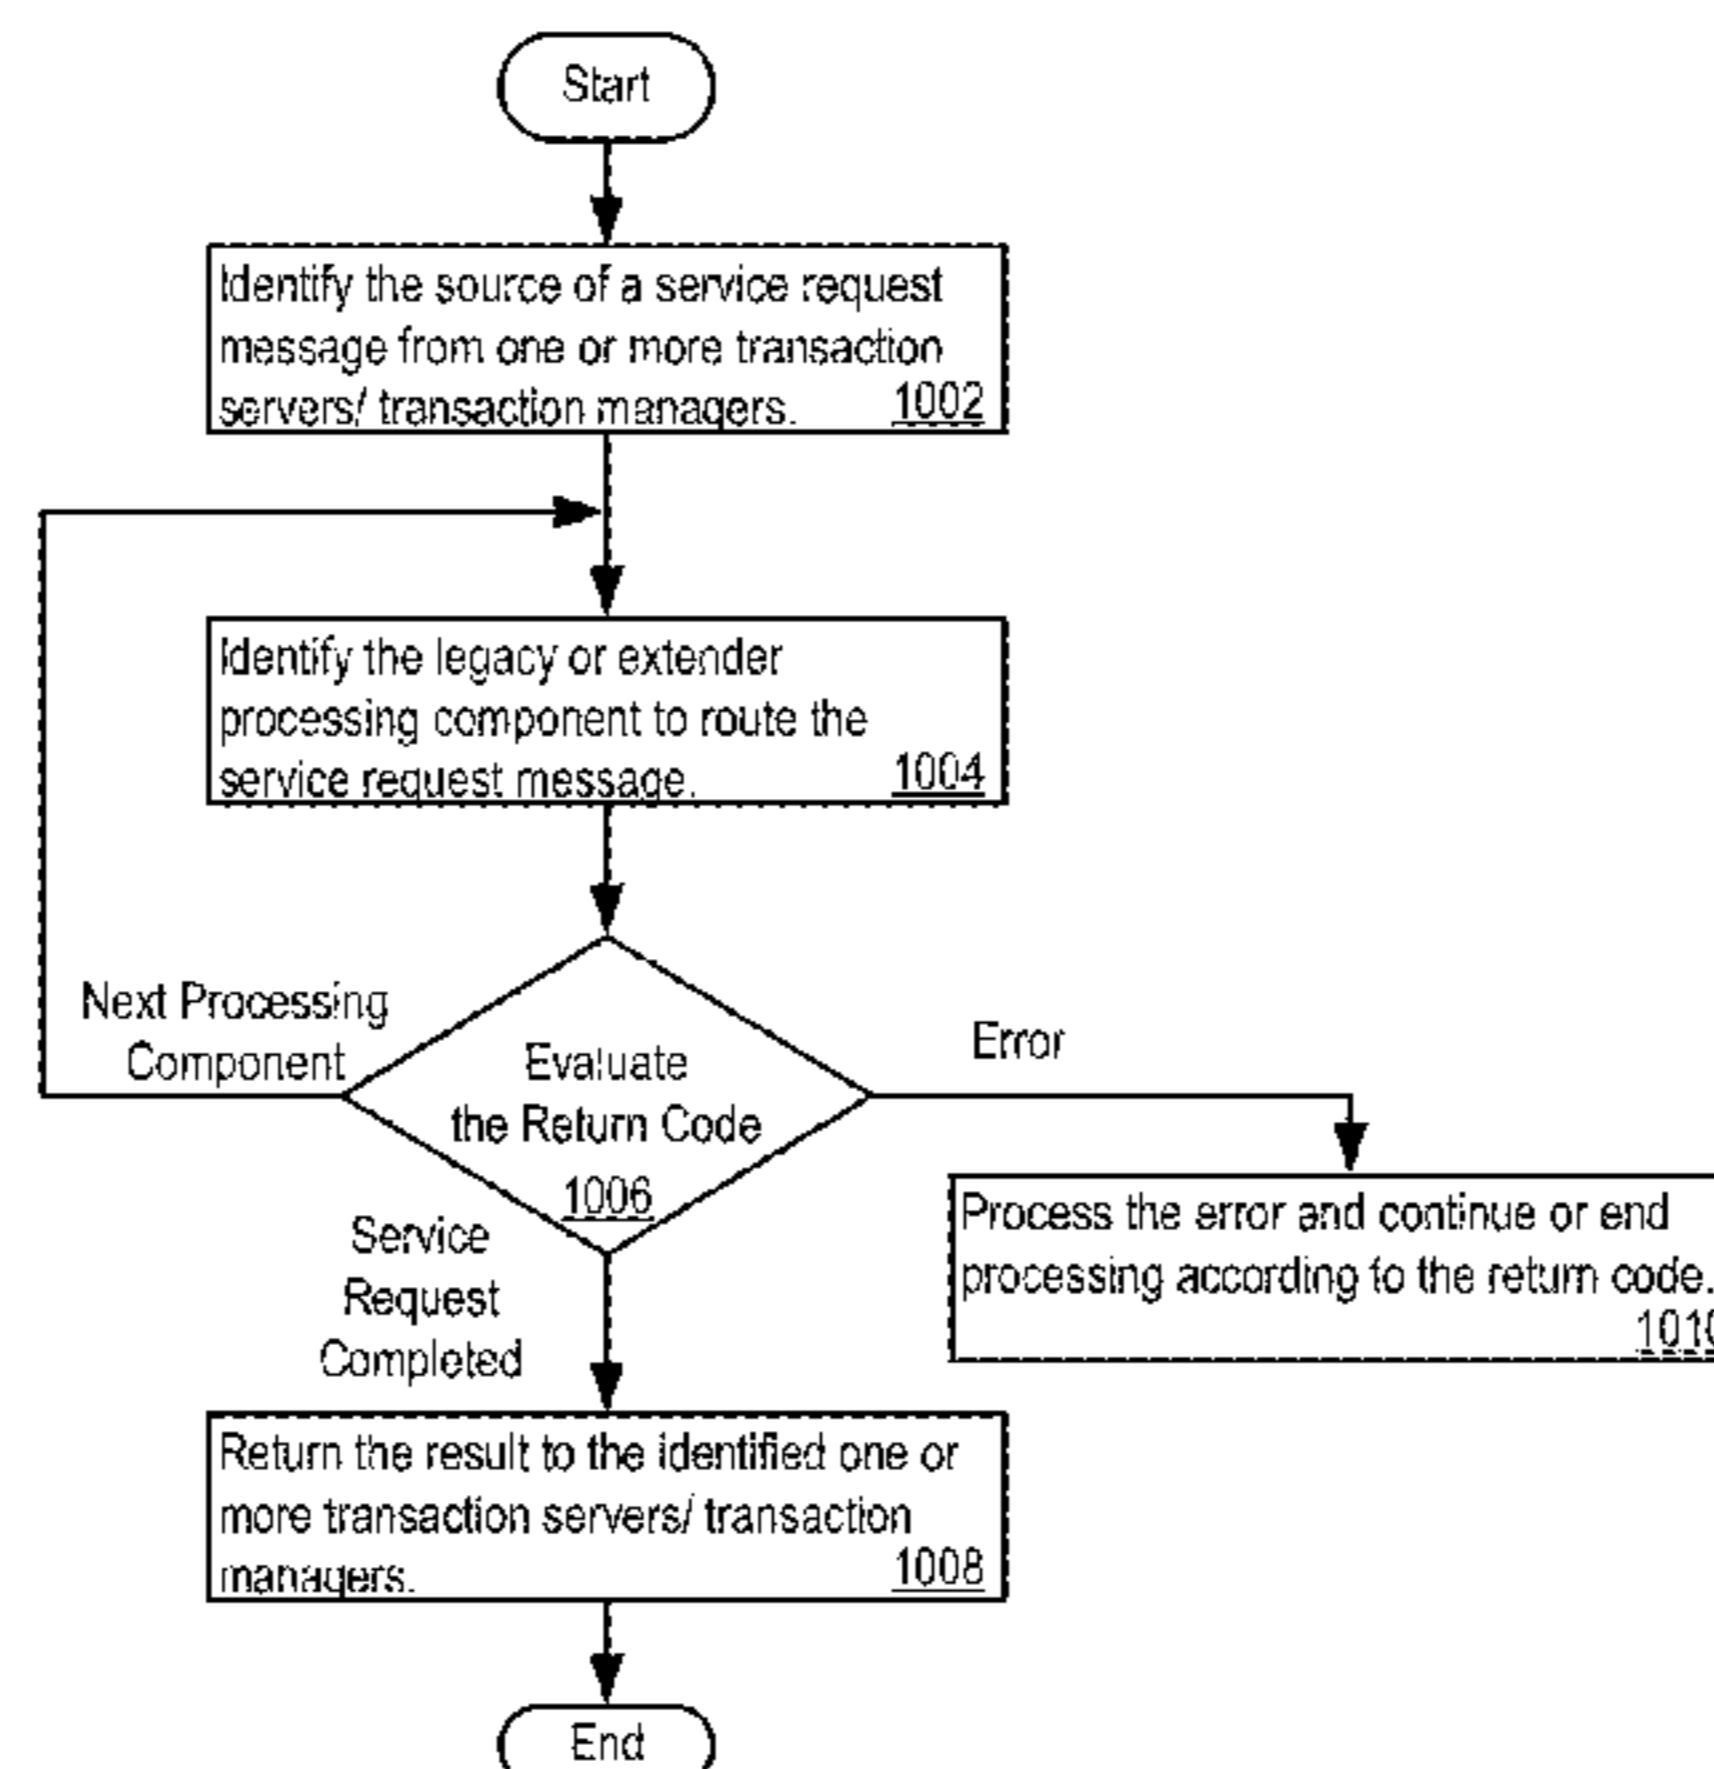 Start
Identify the source of a service request
message from one or more transaction
servers/ transaction managers. 1002
Identify the legacy or extender
processing component to route the
service request message. 1004
Next Processing
Component
Evaluate
the Return Code
1006
Error
Service
Request
Completed
Process the error and continue or end
processing according to the return code.
1010
Return the result to the identified one or
more transaction servers/ transaction
managers. 1008
End